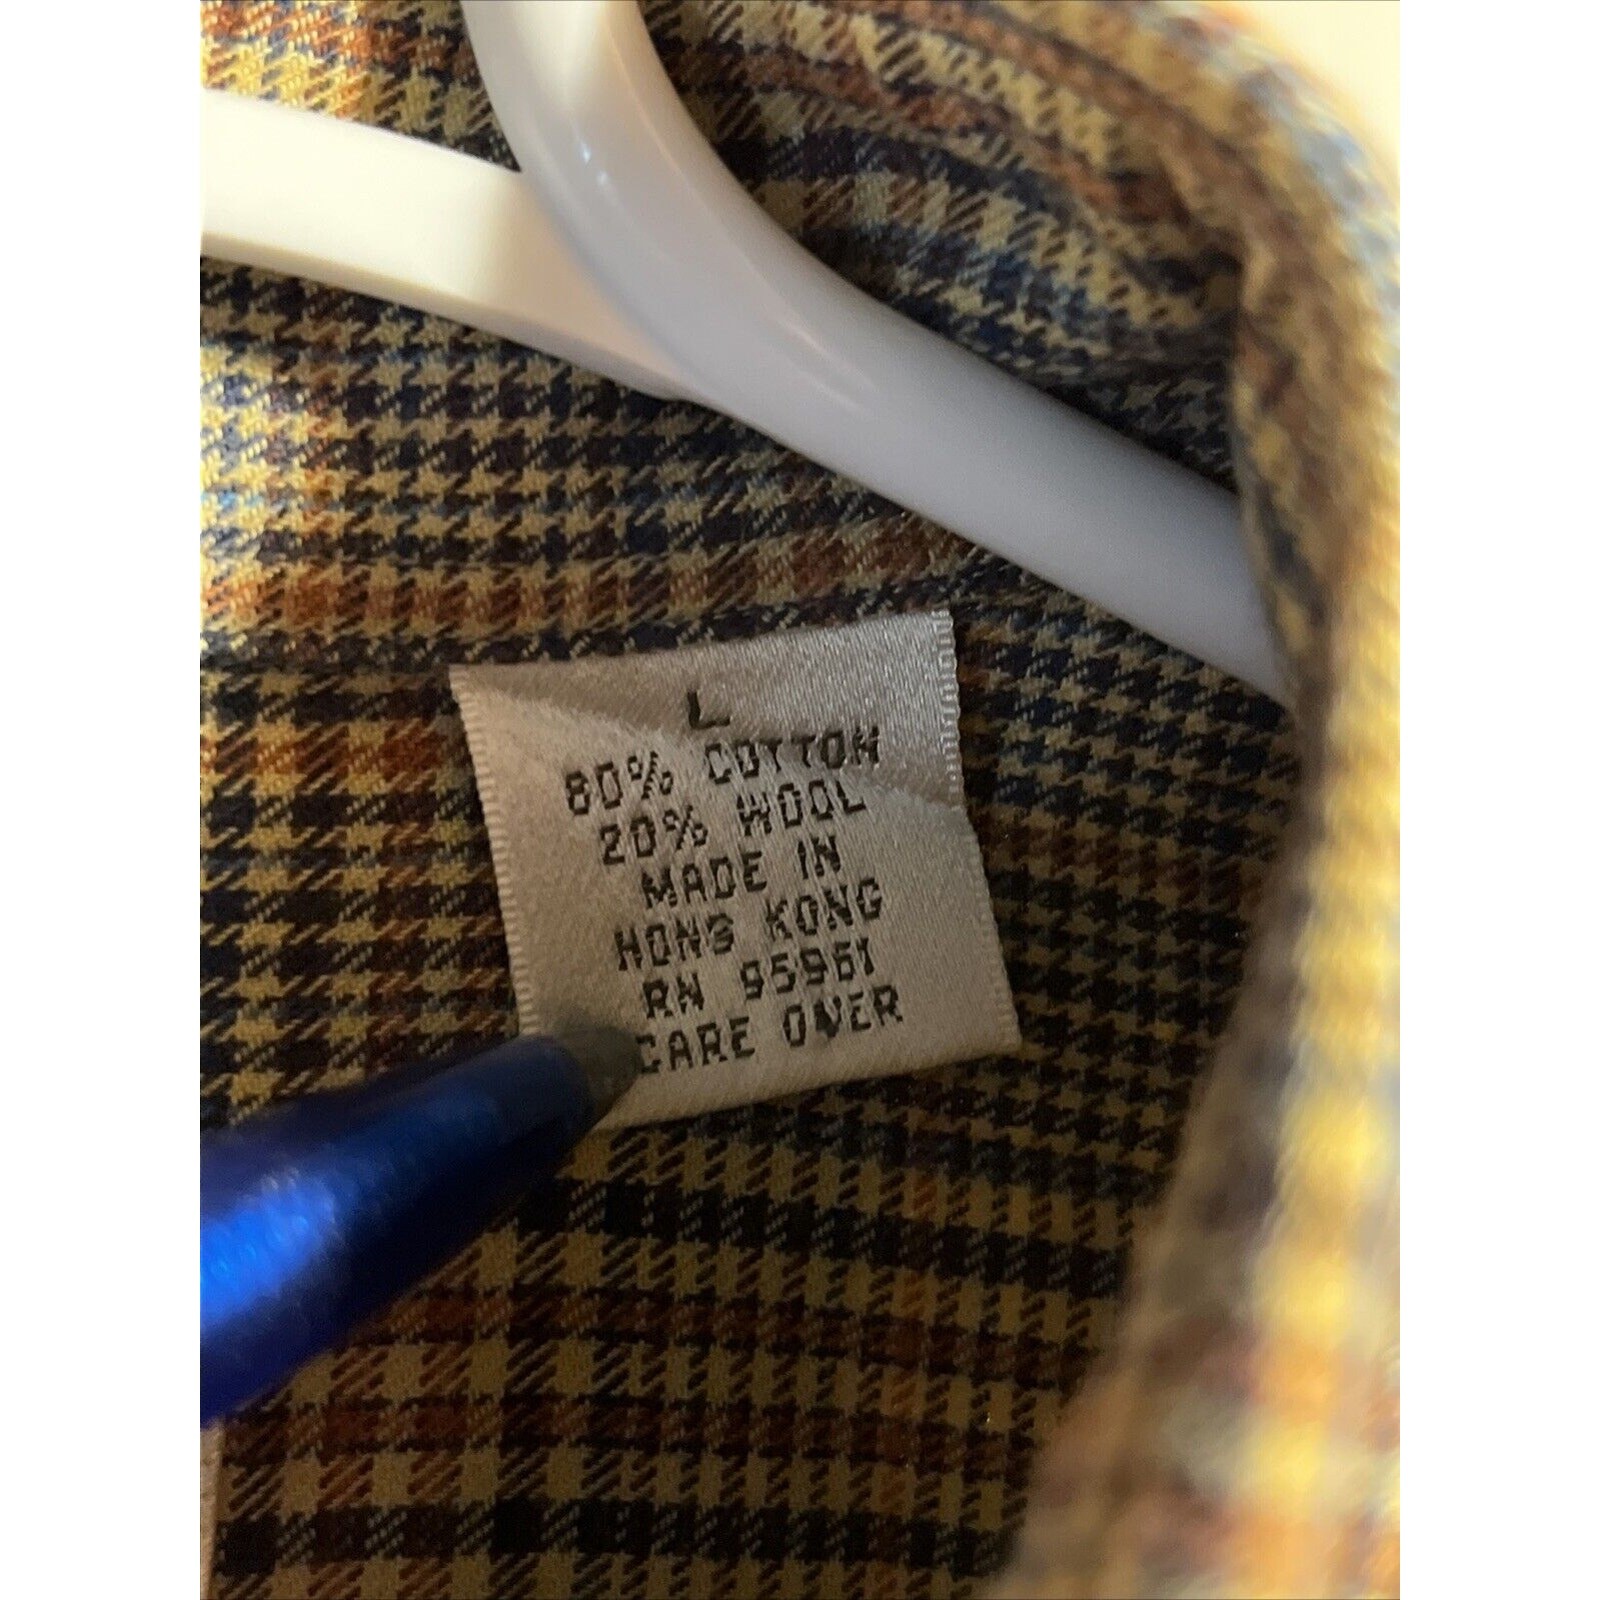 L
80% COTTON
20% WOOL
MADE IN
HONG KONG
RN 95961
CARE OVER